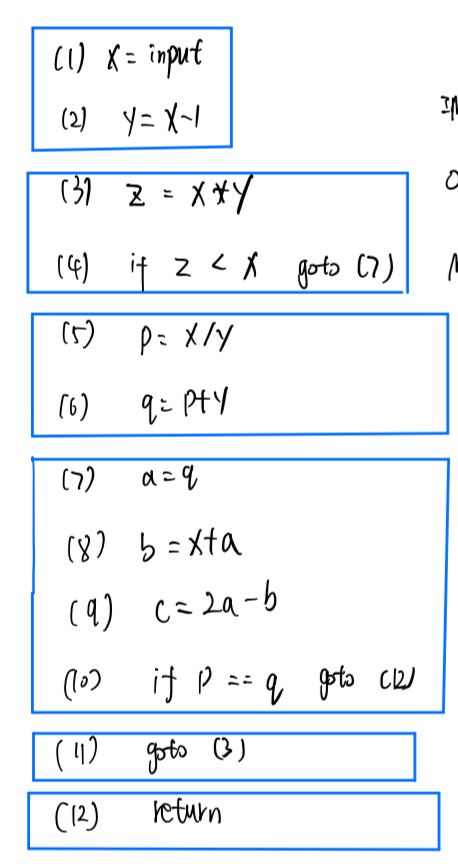 (1) x = input
(2) y = x-1
(3) z = x*y
(4) if z < x goto (7)
(5) p = x/y
(6) q = p+y
(7) a = q
(8) b = x+a
(9) c = 2a-b
(10) if p == q goto (12)
(11) goto (3)
(12) return